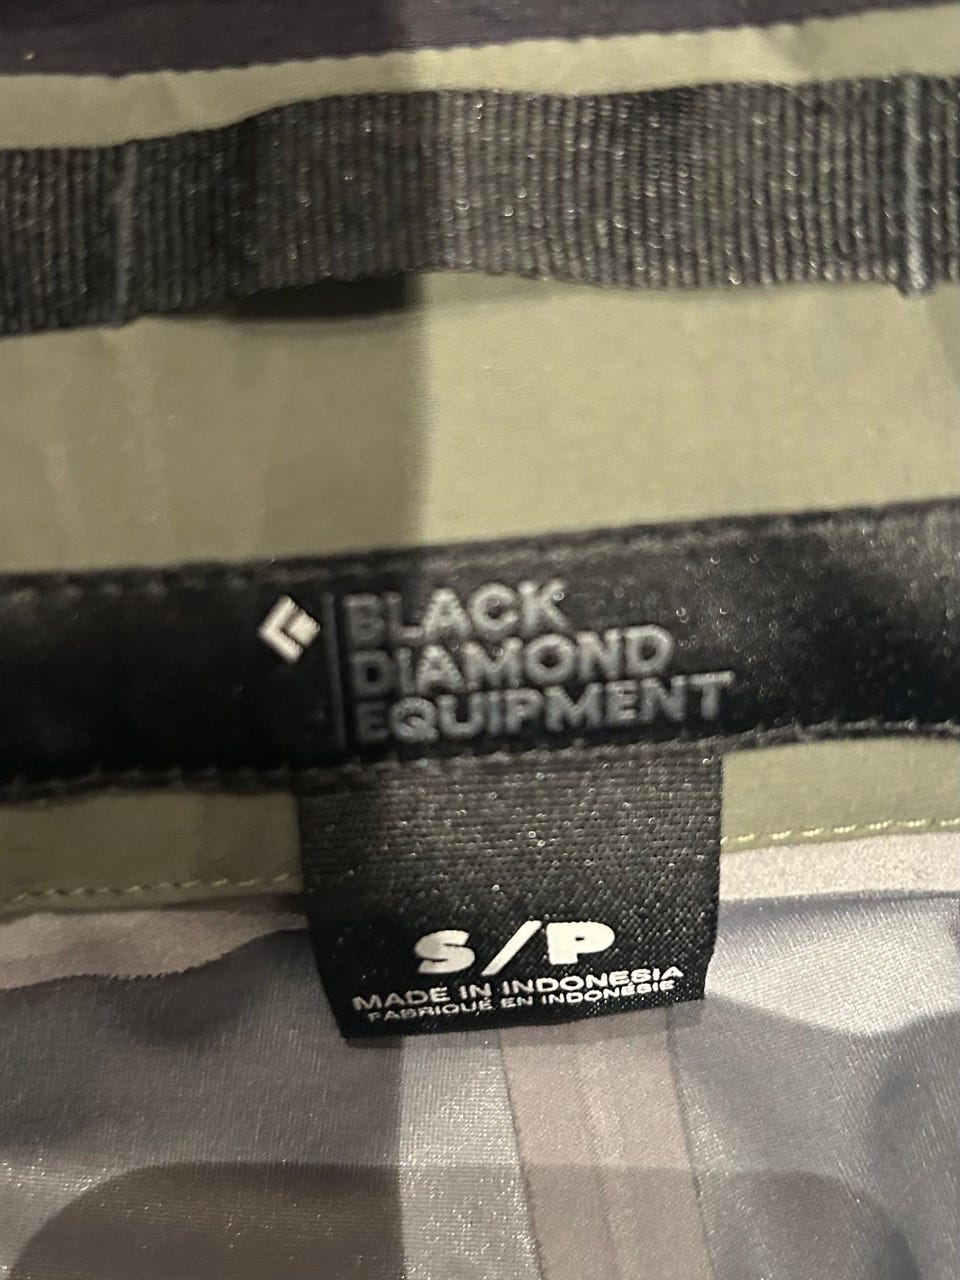 BLACK
DIAMOND
EQUIPMENT
S/P
MADE IN INDONESIA
FABRIQUÉ EN INDONÉSIE